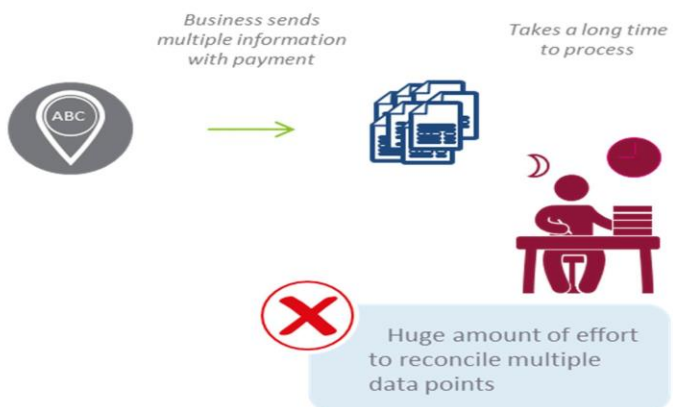 Business sends
multiple information
with payment
Takes a long time
to process
ABC
Huge amount of effort
to reconcile multiple
data points